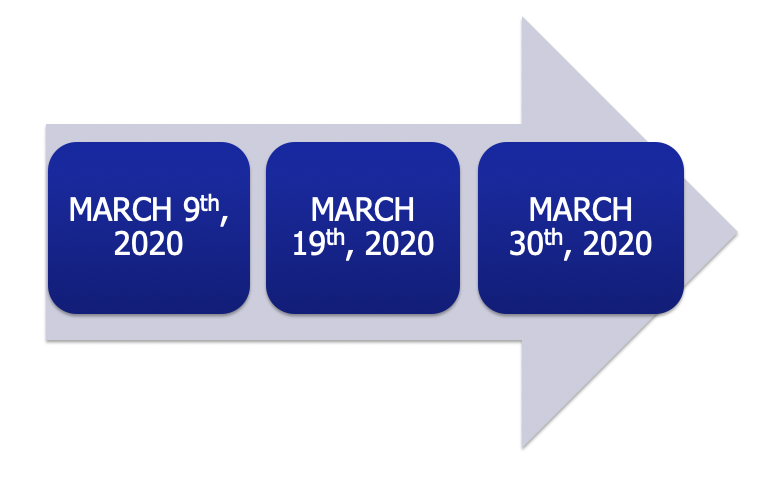 MARCH 9th,
2020
MARCH
19th, 2020
MARCH
30th, 2020